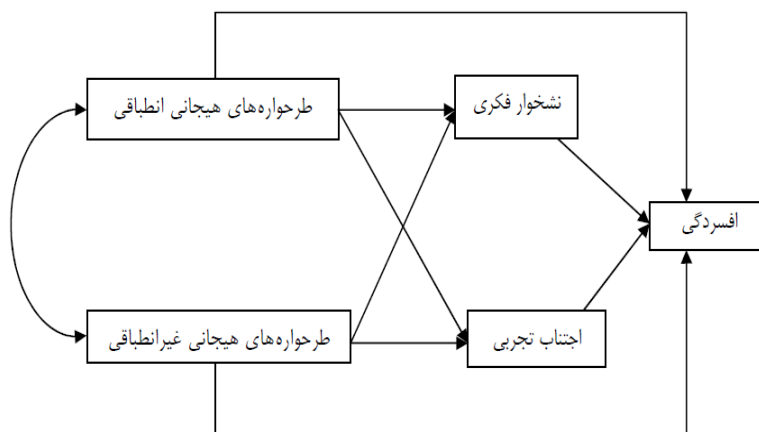 طرحواره‌های هیجانی انطباقی
نشخوار فکری
افسردگی
طرحواره‌های هیجانی غیرانطباقی
اجتناب تجربی